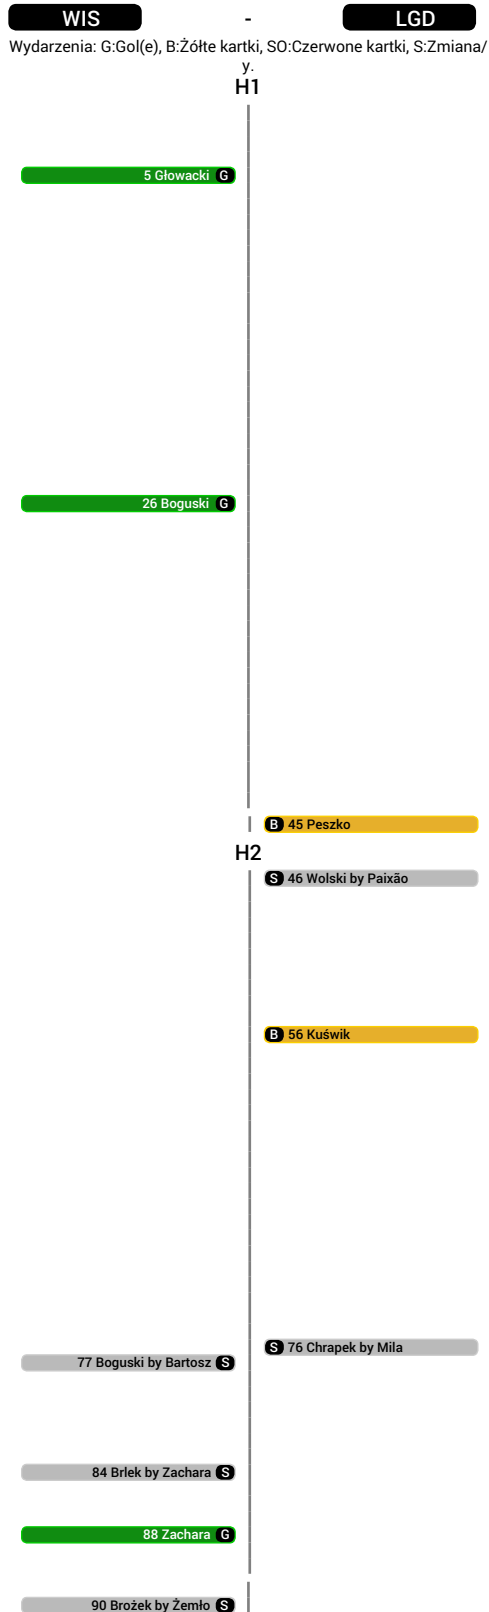 WIS - LGD
Wydarzenia: G:Gol(e), B:Żółte kartki, SO:Czerwone kartki, S:Zmiana/
y.
H1
5 Głowacki G
26 Boguski G
B 45 Peszko
H2
S 46 Wolski by Paixão
B 56 Kuświk
S 76 Chrapek by Mila
77 Boguski by Bartosz S
84 Brlek by Zachara S
88 Zachara G
90 Brożek by Żemło S